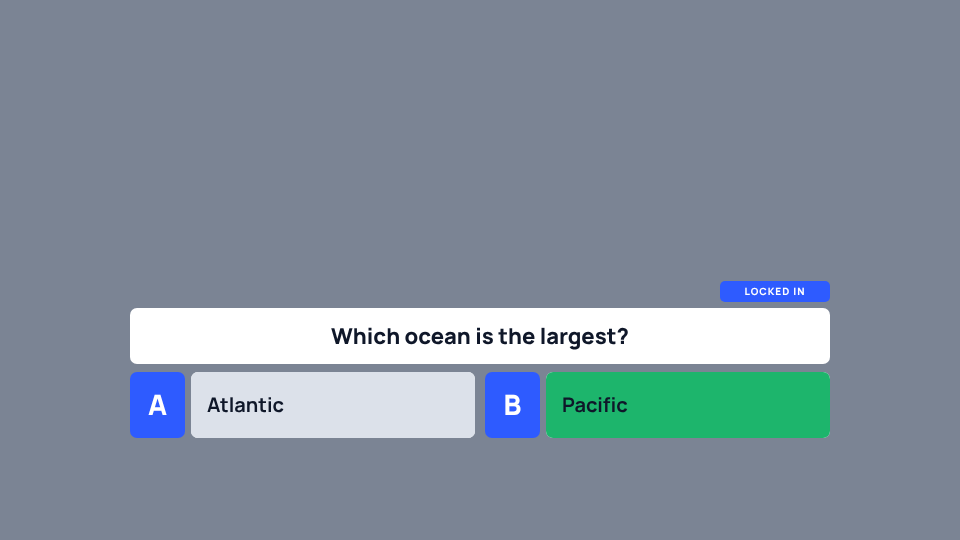 LOCKED IN
Which ocean is the largest?
A Atlantic B Pacific